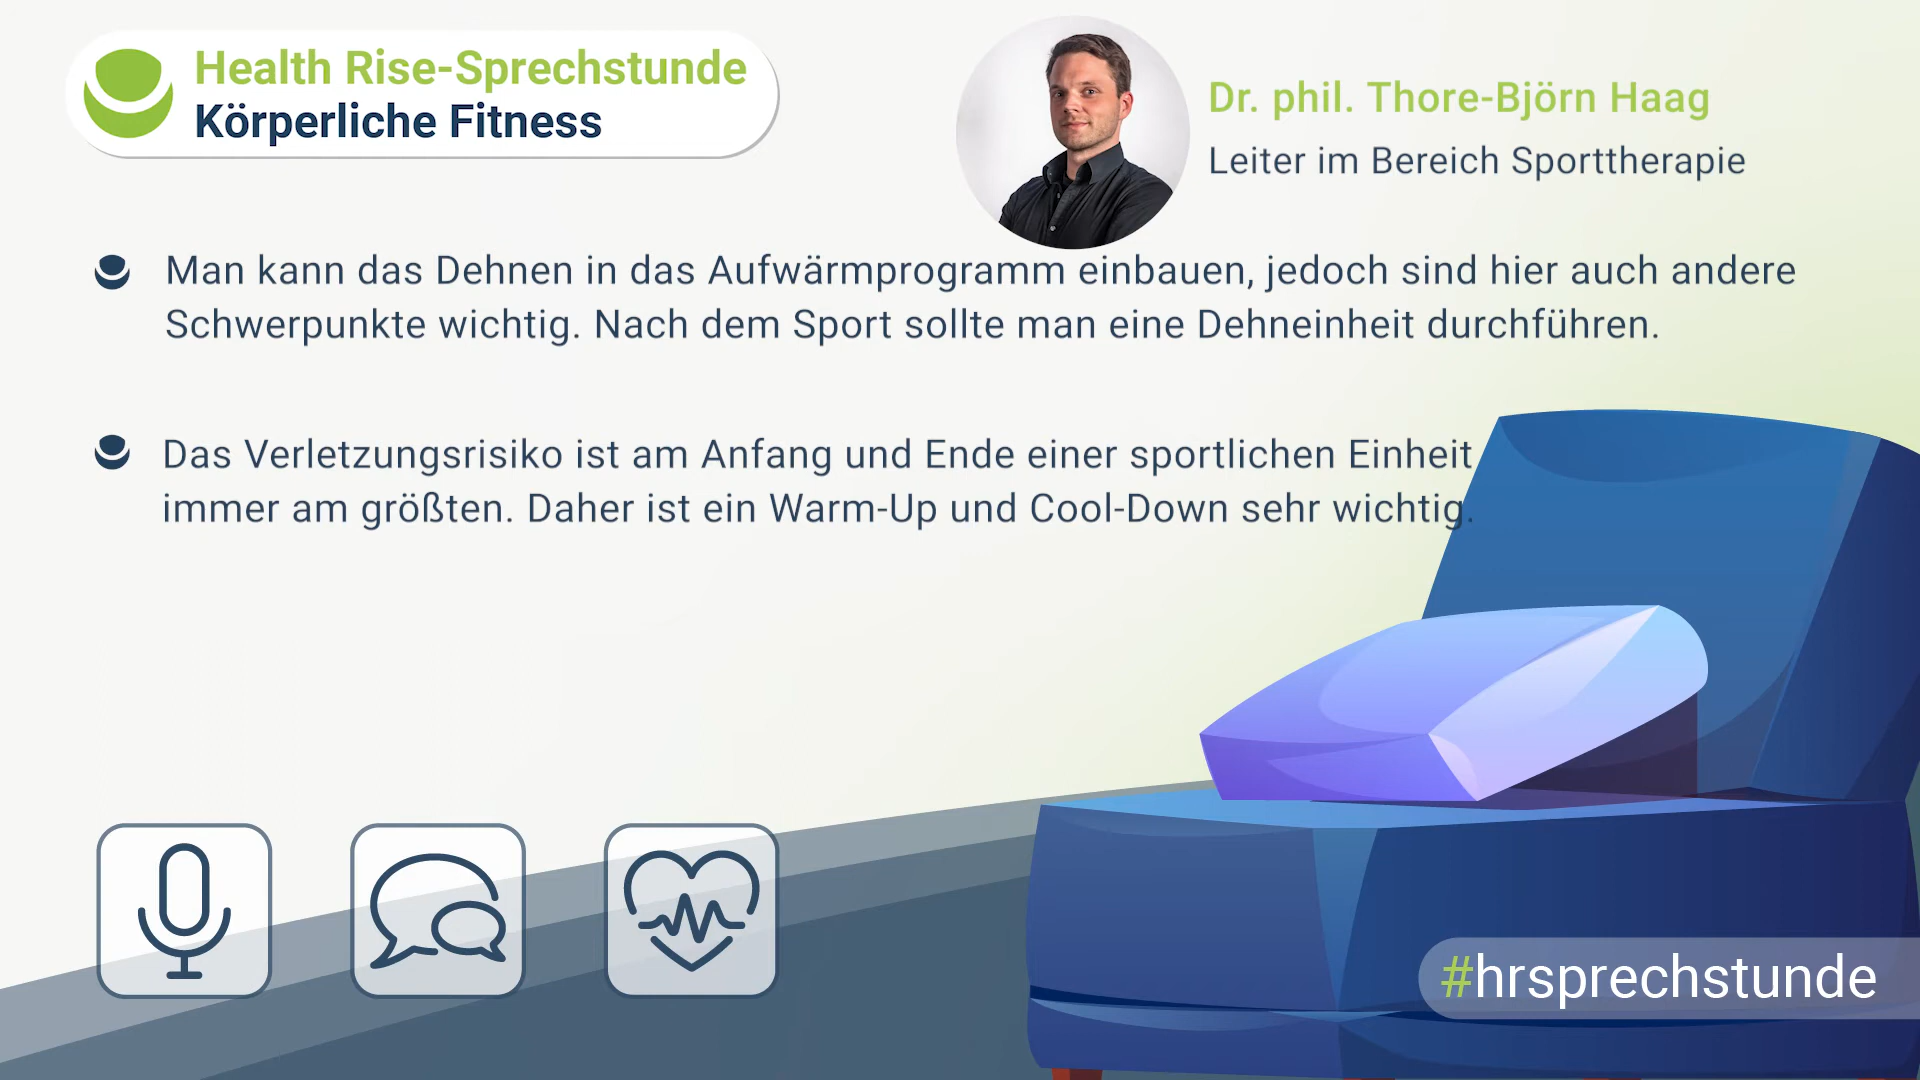 Health Rise-Sprechstunde
Körperliche Fitness
Dr. phil. Thore-Björn Haag
Leiter im Bereich Sporttherapie
Man kann das Dehnen in das Aufwärmprogramm einbauen, jedoch sind hier auch andere
Schwerpunkte wichtig. Nach dem Sport sollte man eine Dehneinheit durchführen.
Das Verletzungsrisiko ist am Anfang und Ende einer sportlichen Einheit
immer am größten. Daher ist ein Warm-Up und Cool-Down sehr wichtig.
#hrsprechstunde